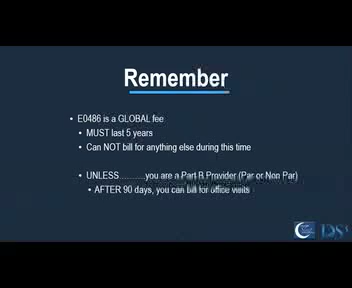 Remember
E0486 is a GLOBAL fee
MUST last 5 years
Can NOT bill for anything else during this time
UNLESS..........you are a Part B Provider (Par or Non Par)
AFTER 90 days, you can bill for office visits
DS3